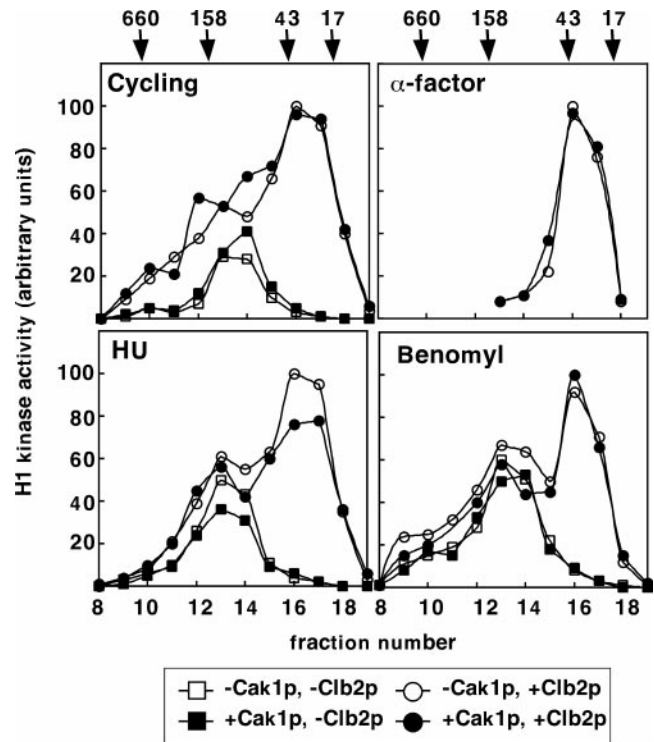 660 158 43 17 660 158 43 17
Cycling α-factor
100
80
60
40
20
H1 kinase activity (arbitrary units)
HU Benomyl
100
80
60
40
20
8 10 12 14 16 18 8 10 12 14 16 18
fraction number
-Cak1p, -Clb2p -Cak1p, +Clb2p
+Cak1p, -Clb2p +Cak1p, +Clb2p